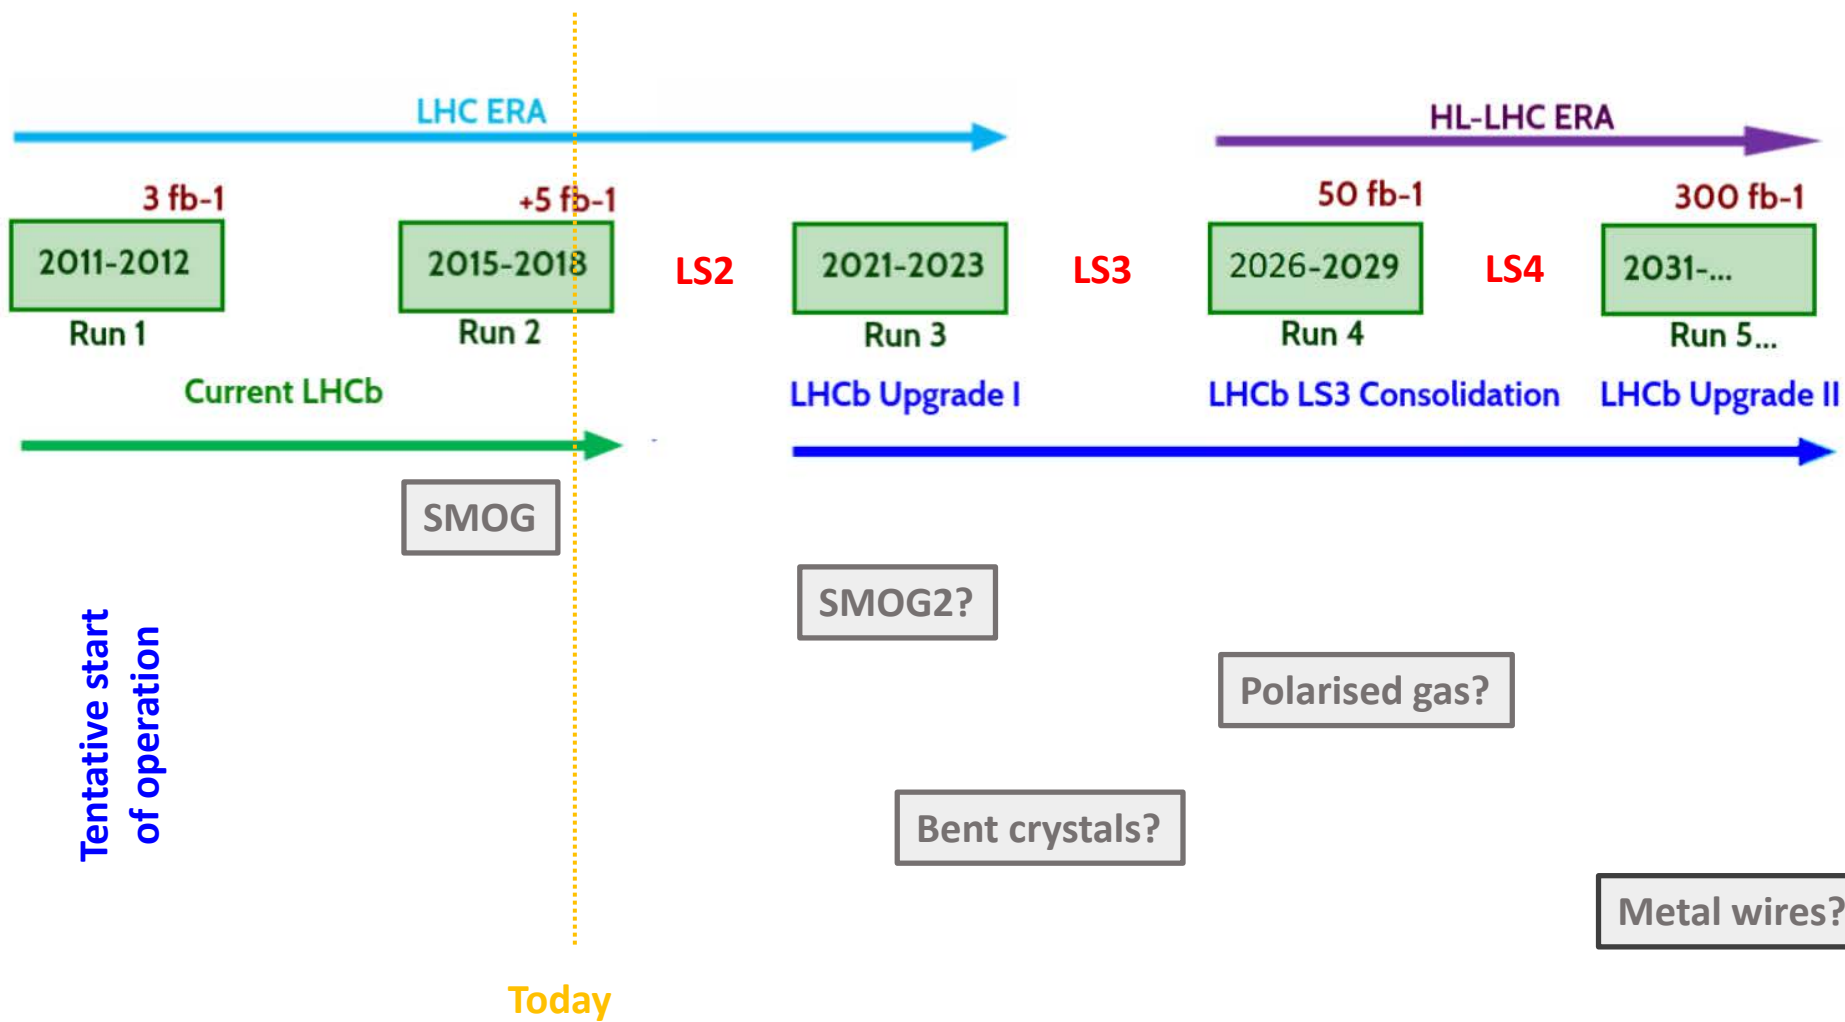 LHC ERA
HL-LHC ERA
3 fb-1
+5 fb-1
50 fb-1
300 fb-1
2011-2012
2015-2018
LS2
2021-2023
LS3
2026-2029
LS4
2031-...
Run 1
Run 2
Run 3
Run 4
Run 5...
Current LHCb
LHCb Upgrade I
LHCb LS3 Consolidation
LHCb Upgrade II
SMOG
SMOG2?
Tentative start
of operation
Polarised gas?
Bent crystals?
Metal wires?
Today